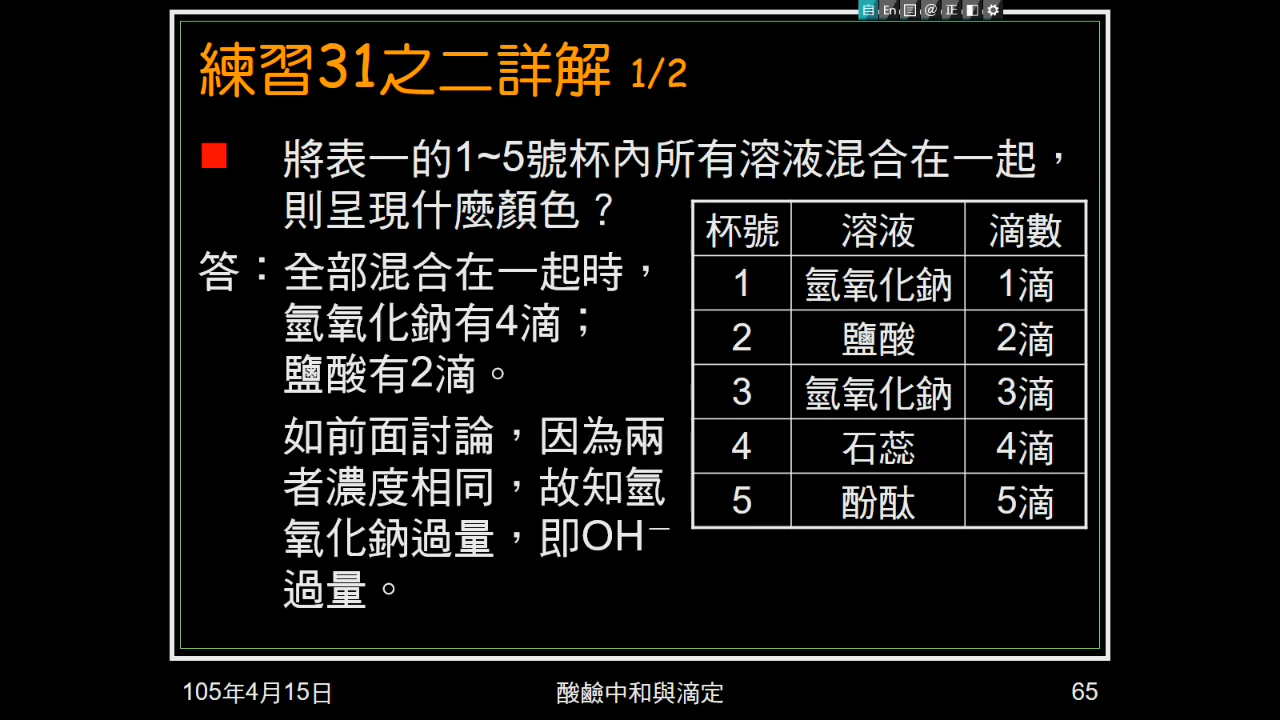 自 En @ 正
練習31之二詳解 1/2
將表一的1~5號杯內所有溶液混合在一起，
則呈現什麼顏色？
答：全部混合在一起時，
氫氧化鈉有4滴；
鹽酸有2滴。
如前面討論，因為兩
者濃度相同，故知氫
氧化鈉過量，即OH－
過量。
杯號 溶液 滴數
1 氫氧化鈉 1滴
2 鹽酸 2滴
3 氫氧化鈉 3滴
4 石蕊 4滴
5 酚酞 5滴
105年4月15日 酸鹼中和與滴定 65